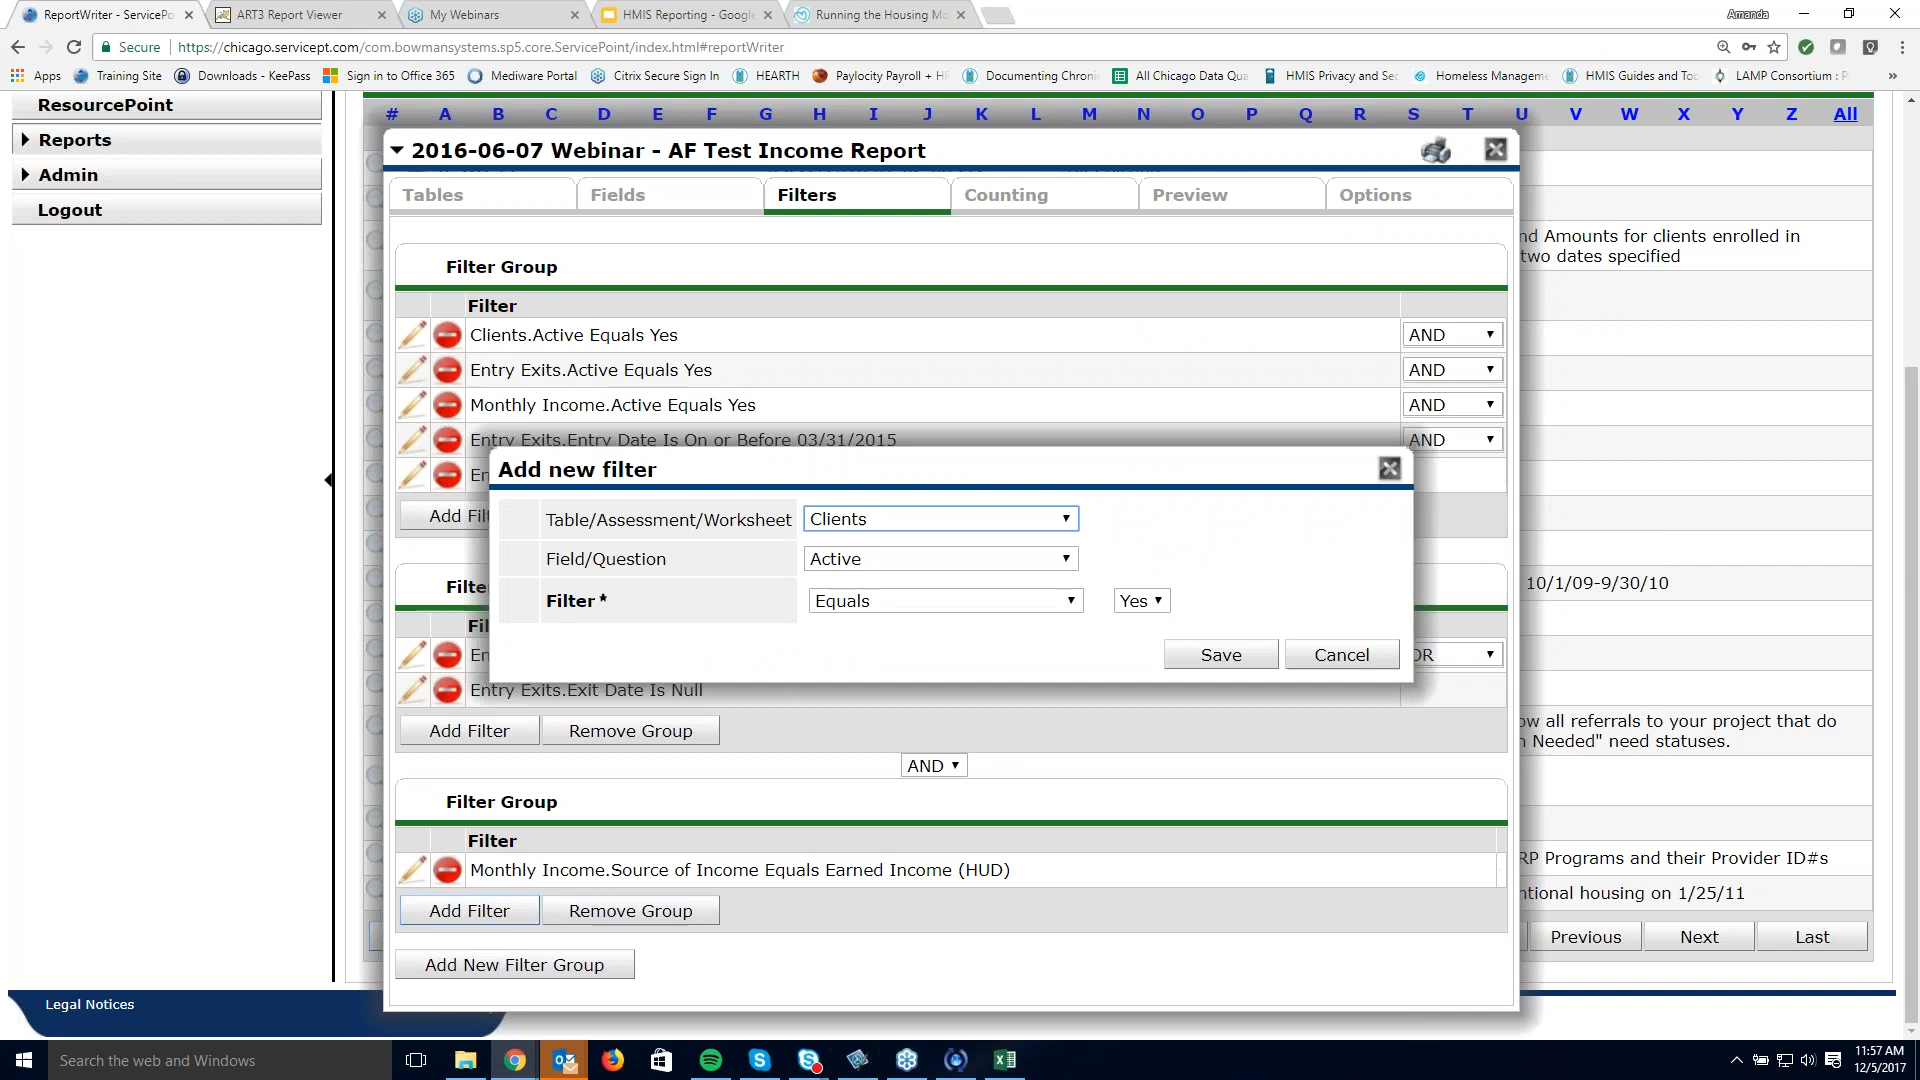 ReportWriter - ServicePo
ART3 Report Viewer
My Webinars
HMIS Reporting - Google
Running the Housing Mo
Amanda
Secure
https://chicago.servicept.com/com.bowmansystems.sp5.core.ServicePoint/index.html#reportWriter
Apps
Training Site
Downloads - KeePass
Sign in to Office 365
Mediware Portal
Citrix Secure Sign In
HEARTH
Paylocity Payroll + H
Documenting Chroni
All Chicago Data Qua
HMIS Privacy and Sec
Homeless Manageme
HMIS Guides and Too
LAMP Consortium : P
»
ResourcePoint
Reports
Admin
Logout
# A B C D E F G H I J K L M N O P Q R S T U V W X Y Z All
2016-06-07 Webinar - AF Test Income Report
Tables
Fields
Filters
Counting
Preview
Options
nd Amounts for clients enrolled in
two dates specified
Filter Group
Filter
Clients.Active Equals Yes
AND
Entry Exits.Active Equals Yes
AND
Monthly Income.Active Equals Yes
AND
Entry Exits.Entry Date Is On or Before 03/31/2015
AND
En
Add Filt
Add new filter
Table/Assessment/Worksheet
Clients
Field/Question
Active
Filter *
Equals
Yes
Save
Cancel
10/1/09-9/30/10
Filte
Fil
En
OR
Entry Exits.Exit Date Is Null
Add Filter
Remove Group
ow all referrals to your project that do
n Needed" need statuses.
AND
Filter Group
Filter
Monthly Income.Source of Income Equals Earned Income (HUD)
Add Filter
Remove Group
RP Programs and their Provider ID#s
ntional housing on 1/25/11
Previous
Next
Last
Add New Filter Group
Legal Notices
Search the web and Windows
11:57 AM
12/5/2017